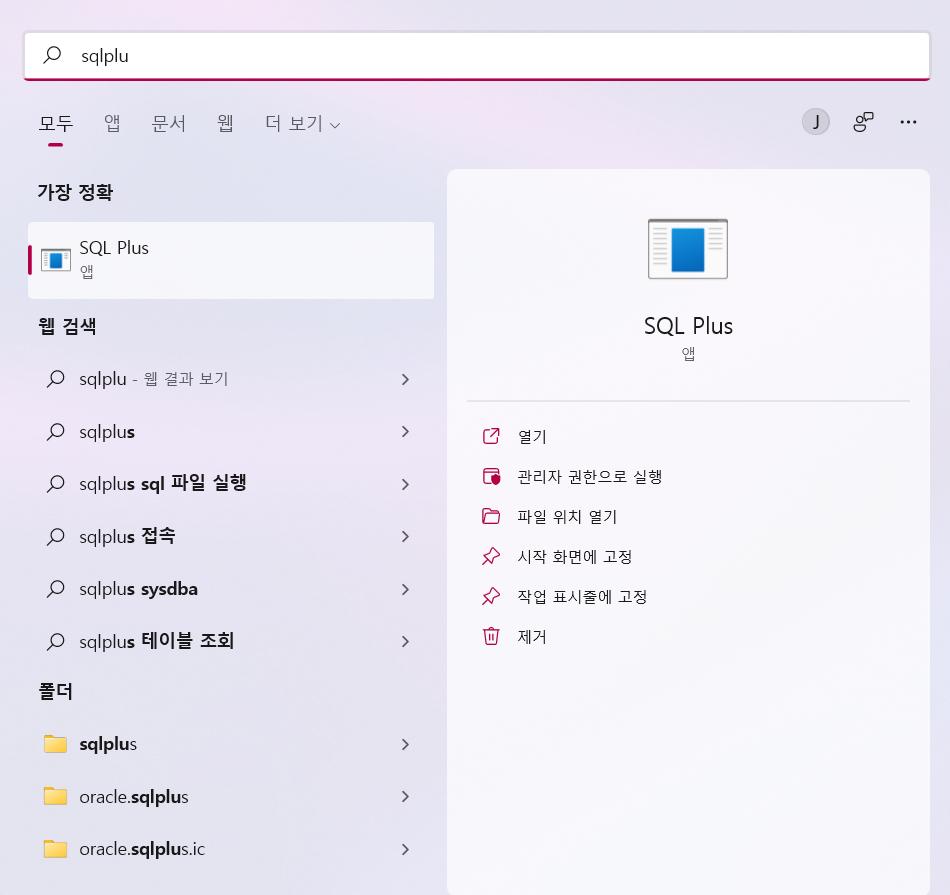 sqlplu
모두 앱 문서 웹 더 보기
J
가장 정확
SQL Plus
앱
웹 검색
sqlplu - 웹 결과 보기
sqlplus
sqlplus sql 파일 실행
sqlplus 접속
sqlplus sysdba
sqlplus 테이블 조회
폴더
sqlplus
oracle.sqlplus
oracle.sqlplus.ic
SQL Plus
앱
열기
관리자 권한으로 실행
파일 위치 열기
시작 화면에 고정
작업 표시줄에 고정
제거